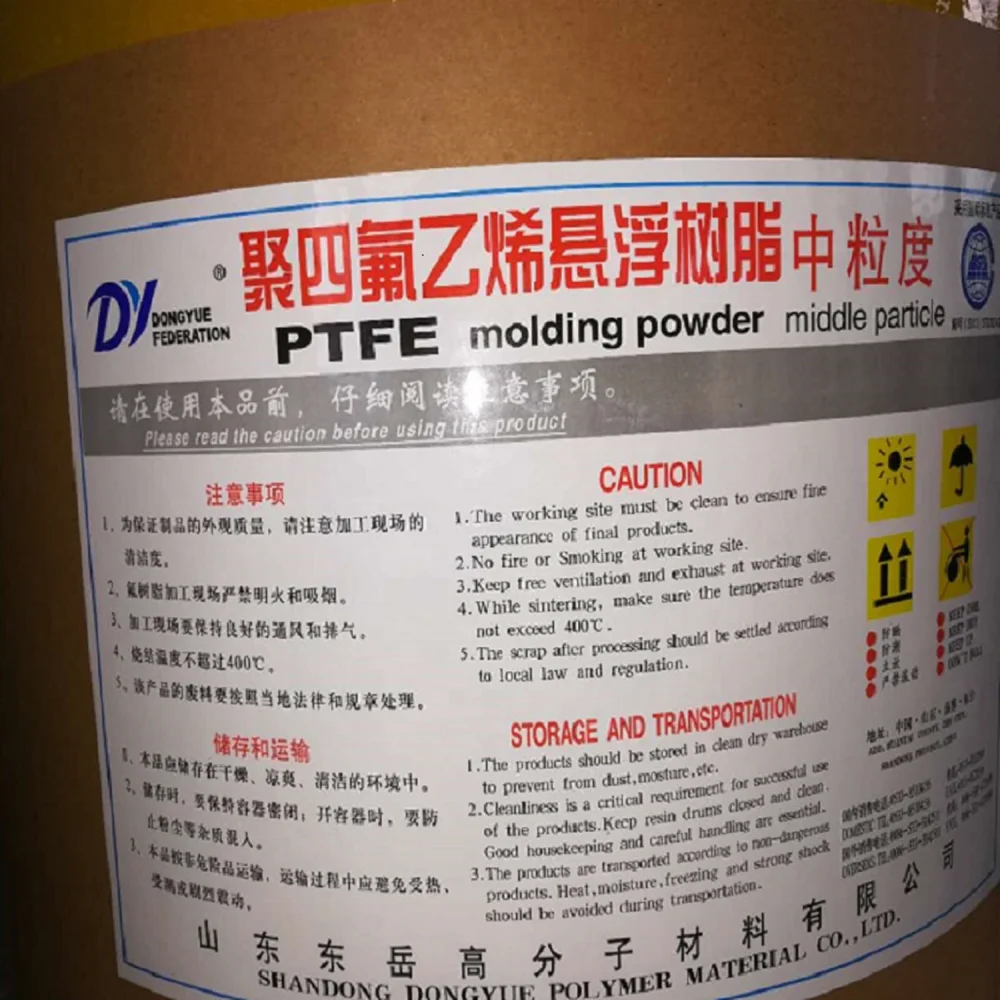 聚四氟乙烯悬浮树脂 中粒度
DY ®
DONGYUE
FEDERATION
PTFE molding powder middle particle
请在使用本品前，仔细阅读注意事项。
Please read the caution before using this product
注意事项
1、为保证制品的外观质量，请注意加工现场的
清洁度。
2、氟树脂加工现场严禁明火和吸烟。
3、加工现场要保持良好的通风和排气。
4、烧结温度不超过400℃。
5、该产品的废料要按照当地法律和规章处理。
储存和运输
1、本品应储存在干燥、凉爽、清洁的环境中。
2、储存时，要保持容器密闭；开容器时，要防
止粉尘等杂质混入。
3、本品按非危险品运输，运输过程中应避免受热，
受潮或剧烈震动。
CAUTION
1.The working site must be clean to ensure fine
appearance of final products.
2.No fire or Smoking at working site.
3.Keep free ventilation and exhaust at working site.
4.While sintering, make sure the temperature does
not exceed 400℃.
5.The scrap after processing should be settled according
to local law and regulation.
STORAGE AND TRANSPORTATION
1.The products should be stored in clean dry warehouse
to prevent from dust,mosture,etc.
2.Cleanliness is a critical requirement for successful use
of the products.Keep resin drums closed and clean.
Good housekeeping and careful handling are essential.
3.The products are transported according to non-dangerous
products. Heat,moisture,freezing and strong shock
should be avoided during transportation.
KEEP COOL
KEEP DRY
KEEP UP
DON'T ROLL
山东东岳高分子材料有限公司
SHANDONG DONGYUE POLYMER MATERIAL CO.,LTD.